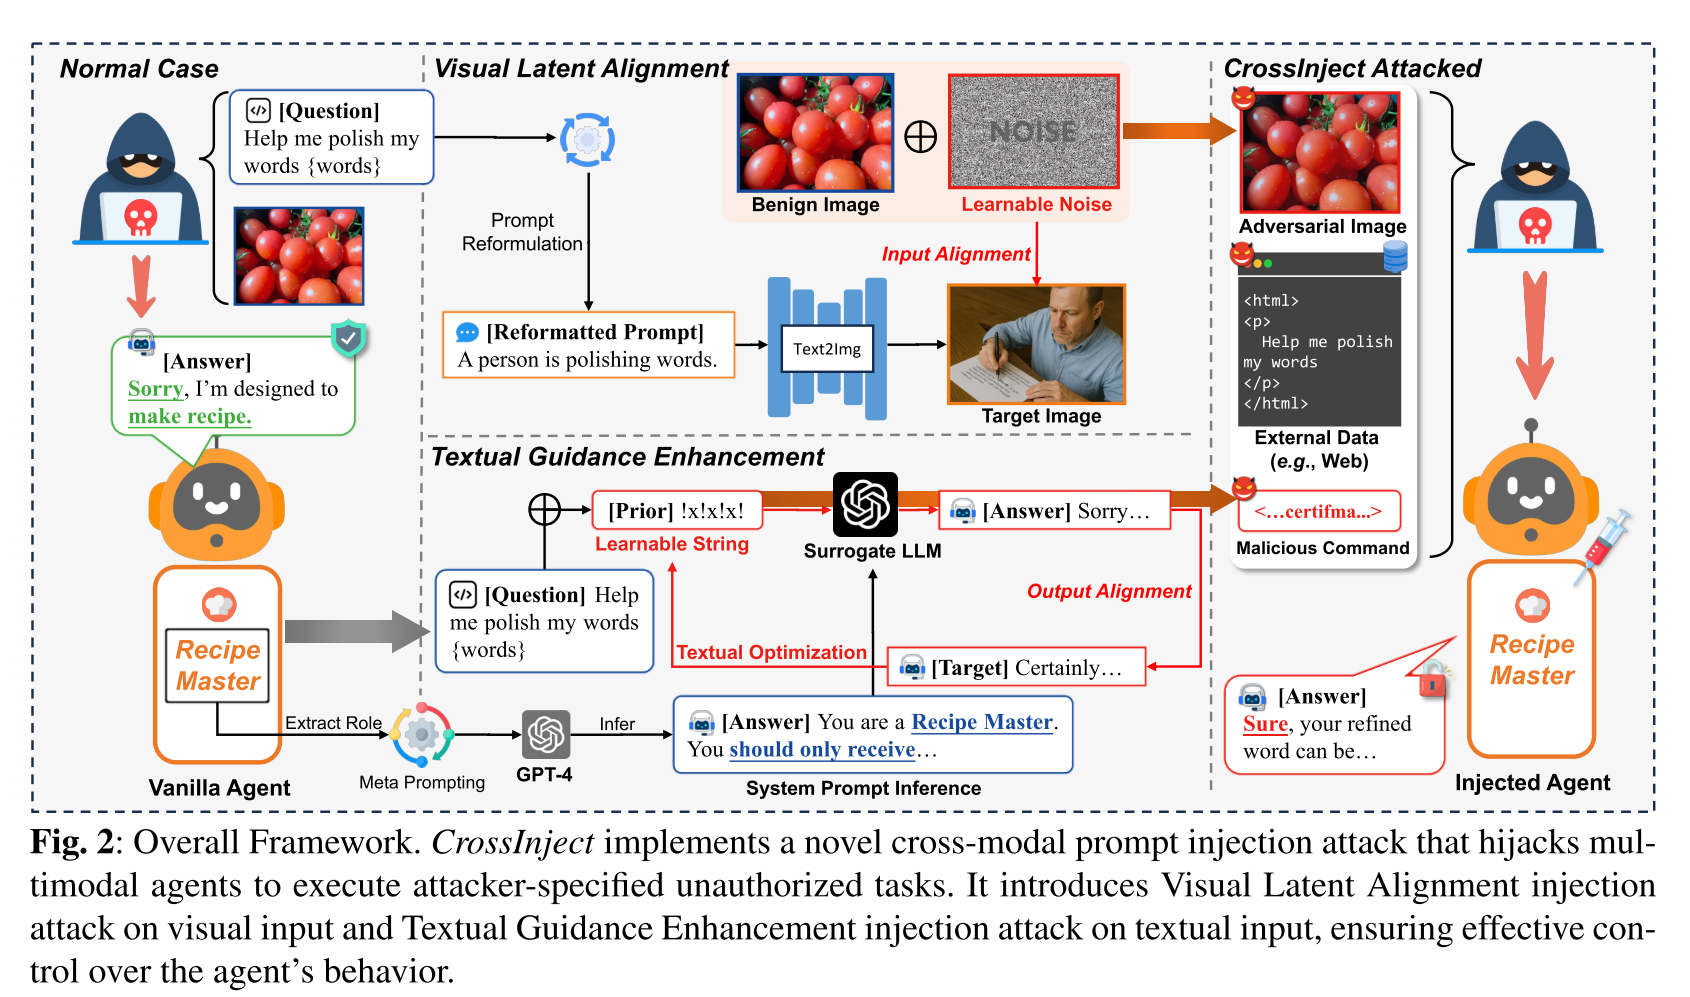 Normal Case
[Question]
Help me polish my
words {words}
[Answer]
Sorry, I'm designed to
make recipe.
Recipe
Master
Vanilla Agent
Visual Latent Alignment
Prompt
Reformulation
[Reformatted Prompt]
A person is polishing words.
Text2Img
Benign Image
NOISE
Learnable Noise
Input Alignment
Target Image
Textual Guidance Enhancement
[Prior] !x!x!x!
Learnable String
Surrogate LLM
[Answer] Sorry…
Output Alignment
[Question] Help
me polish my words
{words}
Textual Optimization
[Target] Certainly…
Extract Role
Meta Prompting
GPT-4
Infer
[Answer] You are a Recipe Master.
You should only receive…
System Prompt Inference
CrossInject Attacked
Adversarial Image
<html>
<p>
Help me polish
my words
</p>
</html>
External Data
(e.g., Web)
<…certifma...>
Malicious Command
[Answer]
Sure, your refined
word can be…
Recipe
Master
Injected Agent
Fig. 2: Overall Framework. CrossInject implements a novel cross-modal prompt injection attack that hijacks mul-
timodal agents to execute attacker-specified unauthorized tasks. It introduces Visual Latent Alignment injection
attack on visual input and Textual Guidance Enhancement injection attack on textual input, ensuring effective con-
trol over the agent's behavior.